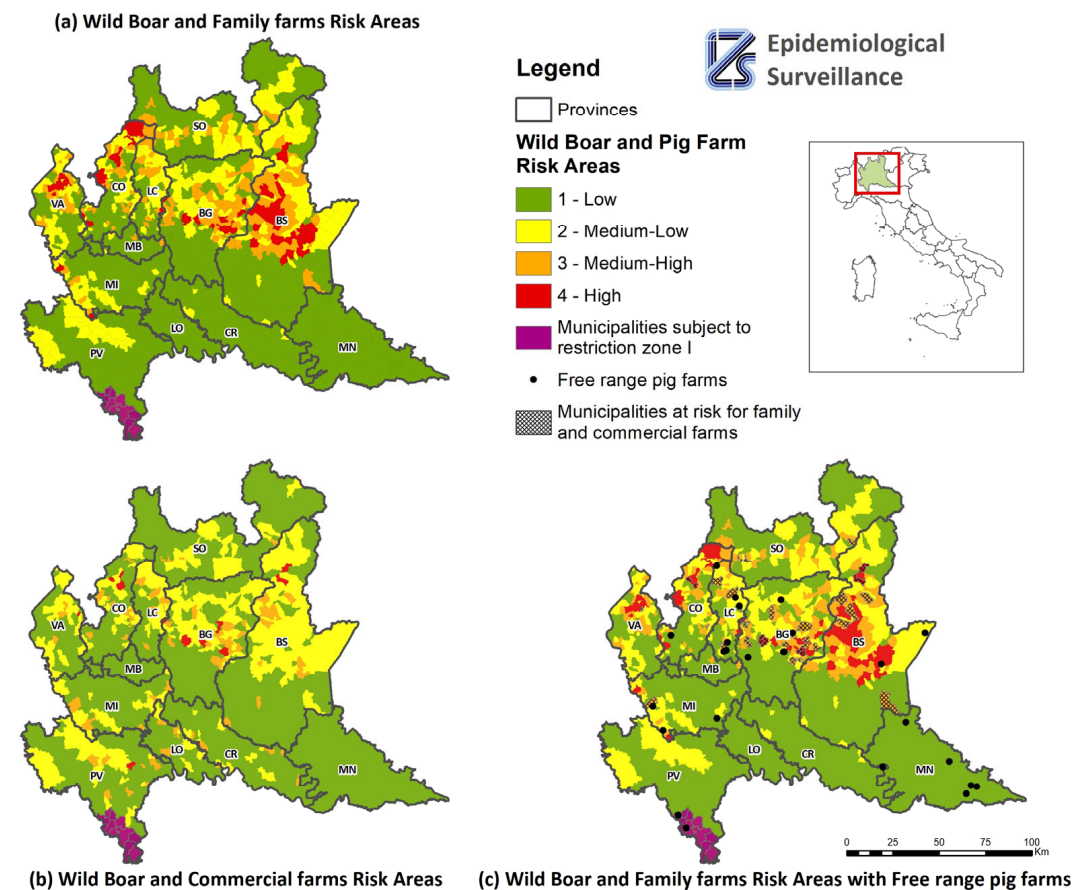 (a) Wild Boar and Family farms Risk Areas
SO
CO
LC
VA
BG
BS
MB
MI
LO
CR
PV
MN
IZS
Epidemiological
Surveillance
Legend
Provinces
Wild Boar and Pig Farm
Risk Areas
1 - Low
2 - Medium-Low
3 - Medium-High
4 - High
Municipalities subject to
restriction zone I
Free range pig farms
Municipalities at risk for family
and commercial farms
SO
CO
LC
VA
BG
BS
MB
MI
LO
CR
PV
MN
(b) Wild Boar and Commercial farms Risk Areas
SO
CO
LC
VA
BG
BS
MB
MI
LO
CR
PV
MN
0 25 50 75 100
Km
(c) Wild Boar and Family farms Risk Areas with Free range pig farms